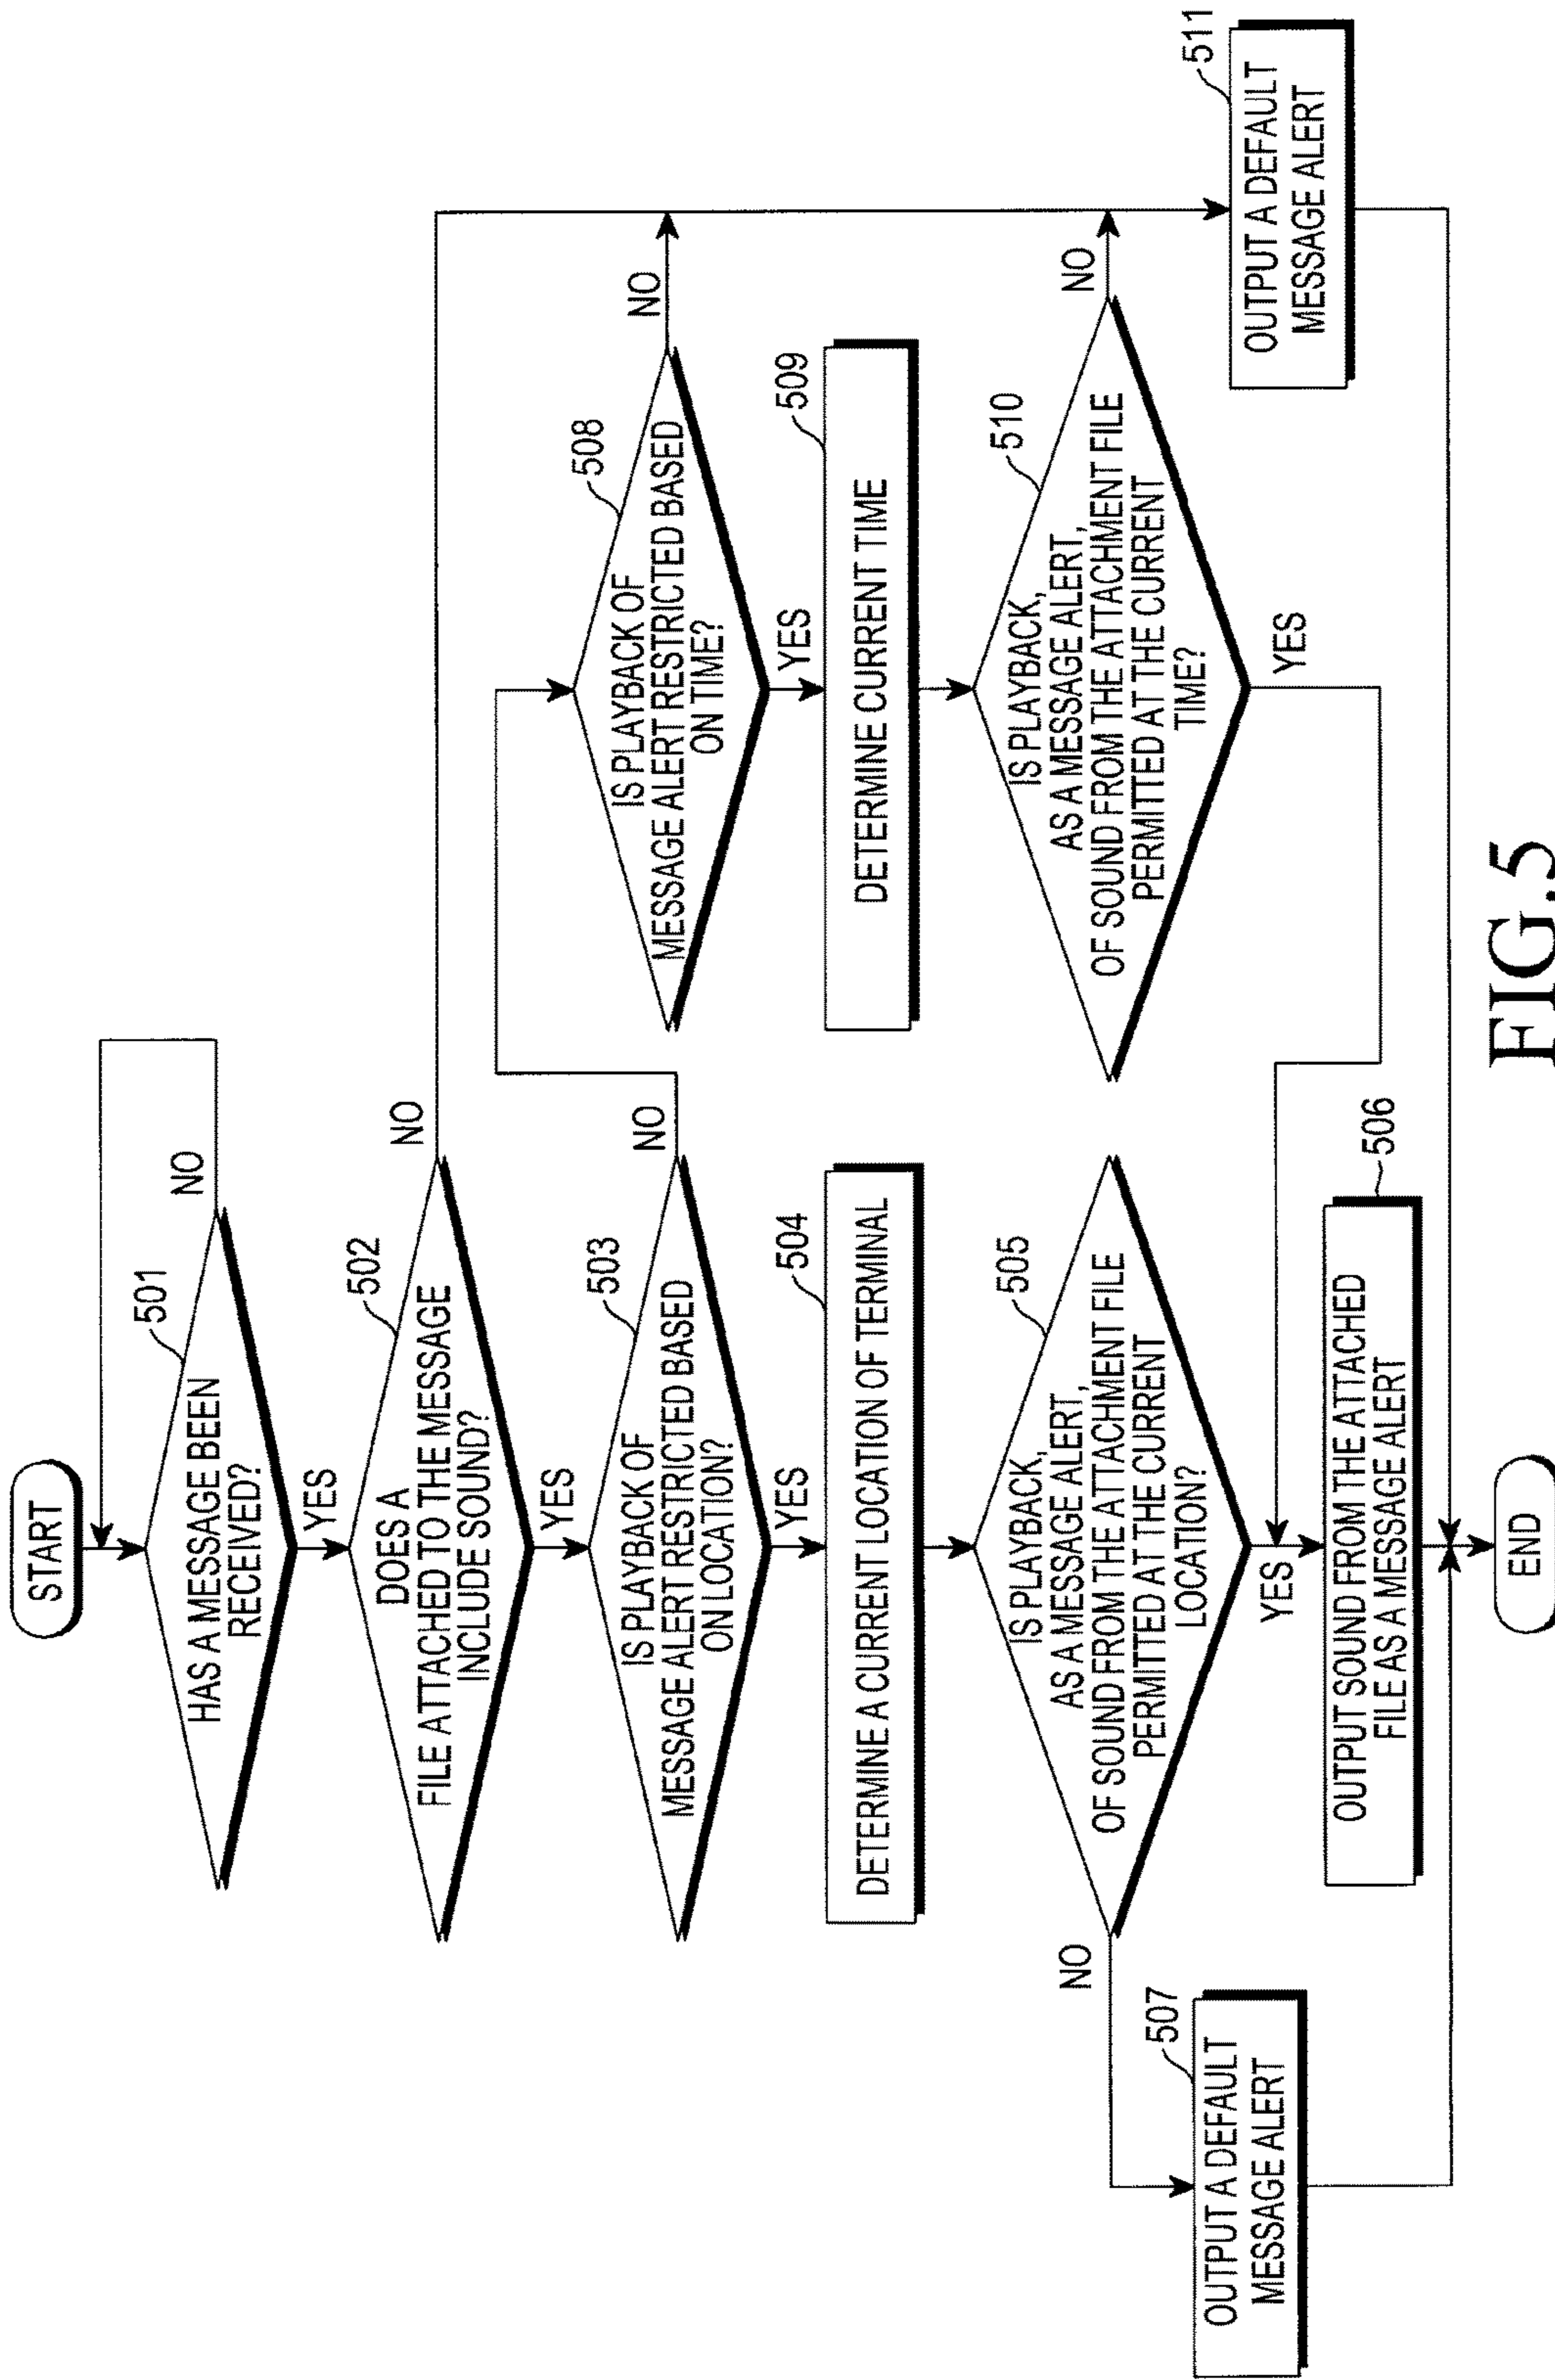 START
501
HAS A MESSAGE BEEN
RECEIVED?
NO
YES
502
DOES A
FILE ATTACHED TO THE MESSAGE
INCLUDE SOUND?
NO
YES
503
IS PLAYBACK OF
MESSAGE ALERT RESTRICTED BASED
ON LOCATION?
NO
YES
504
DETERMINE A CURRENT LOCATION OF TERMINAL
505
IS PLAYBACK,
AS A MESSAGE ALERT,
OF SOUND FROM THE ATTACHMENT FILE
PERMITTED AT THE CURRENT
LOCATION?
NO
YES
506
OUTPUT SOUND FROM THE ATTACHED
FILE AS A MESSAGE ALERT
507
OUTPUT A DEFAULT
MESSAGE ALERT
508
IS PLAYBACK OF
MESSAGE ALERT RESTRICTED BASED
ON TIME?
NO
YES
509
DETERMINE CURRENT TIME
510
IS PLAYBACK,
AS A MESSAGE ALERT,
OF SOUND FROM THE ATTACHMENT FILE
PERMITTED AT THE CURRENT
TIME?
NO
YES
511
OUTPUT A DEFAULT
MESSAGE ALERT
END
FIG.5